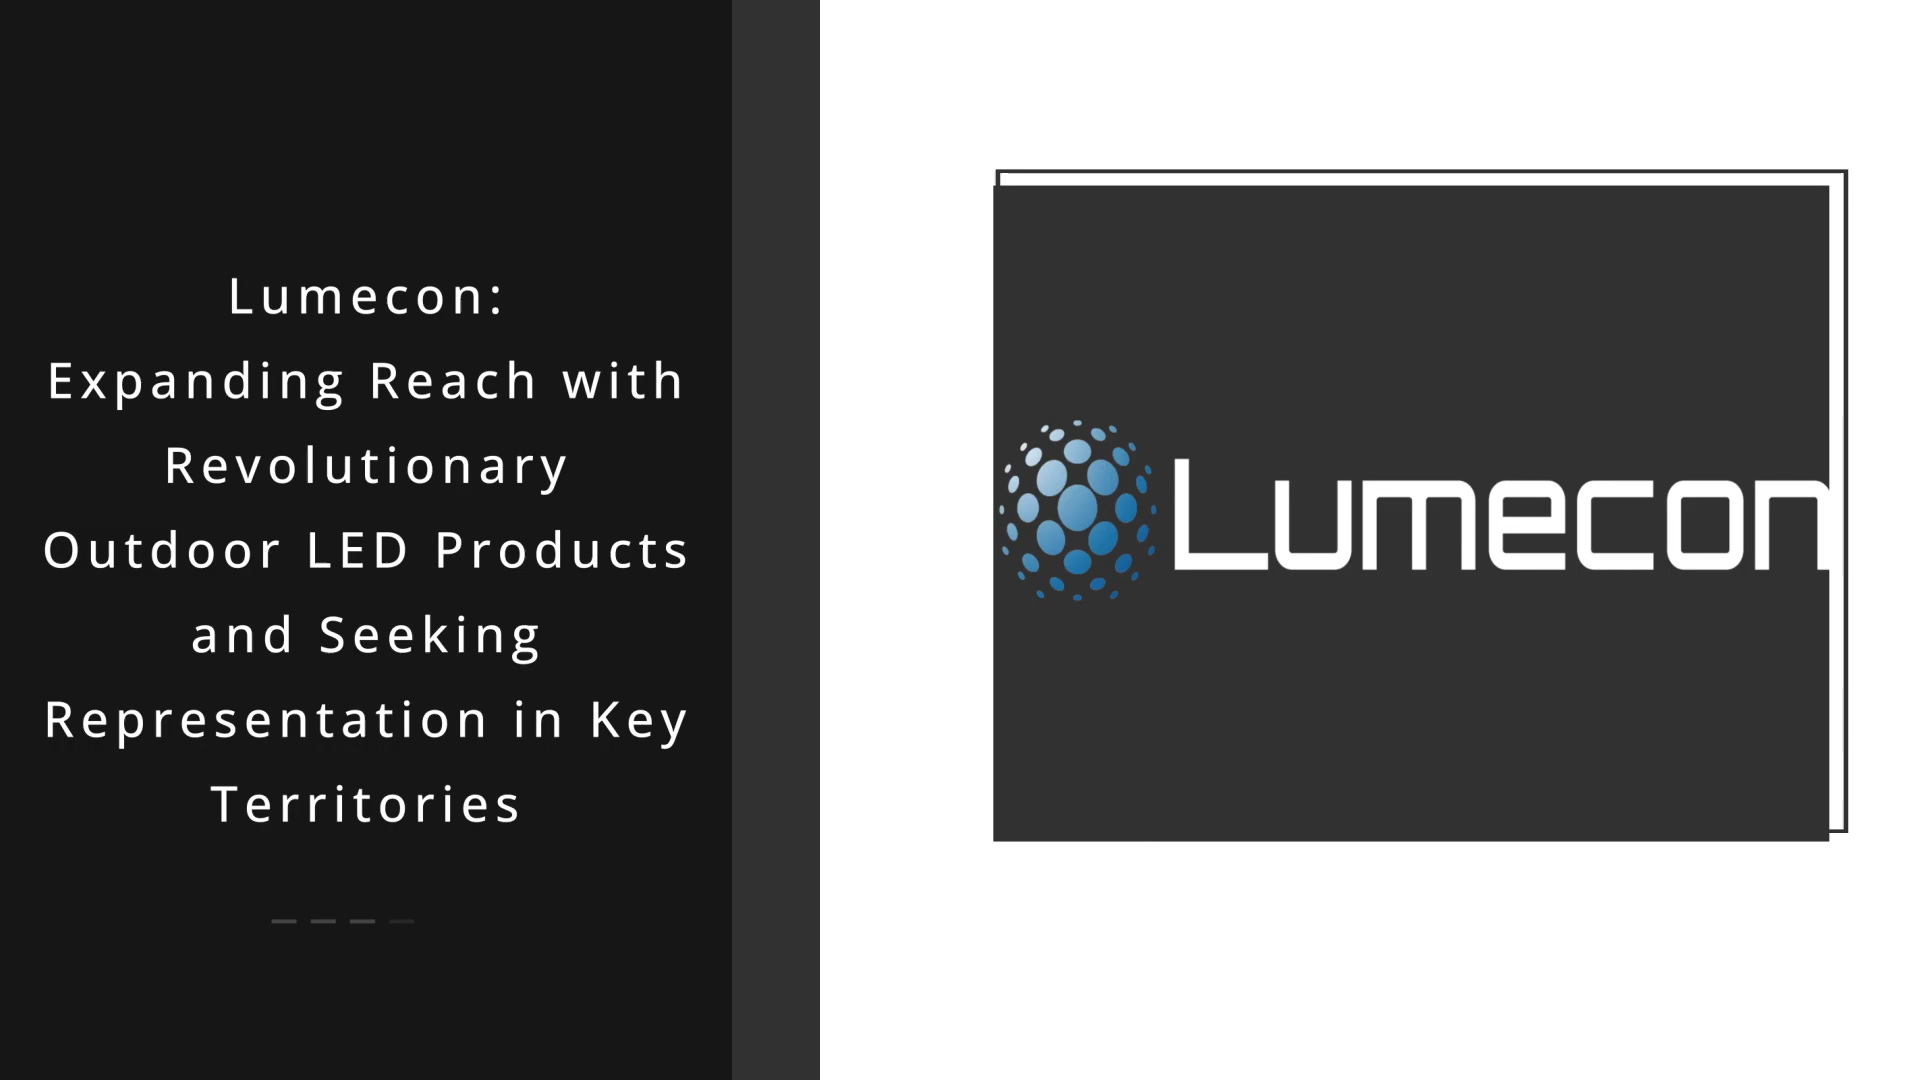 Lumecon:
Expanding Reach with
Revolutionary
Outdoor LED Products
and Seeking
Representation in Key
Territories
Lumecon